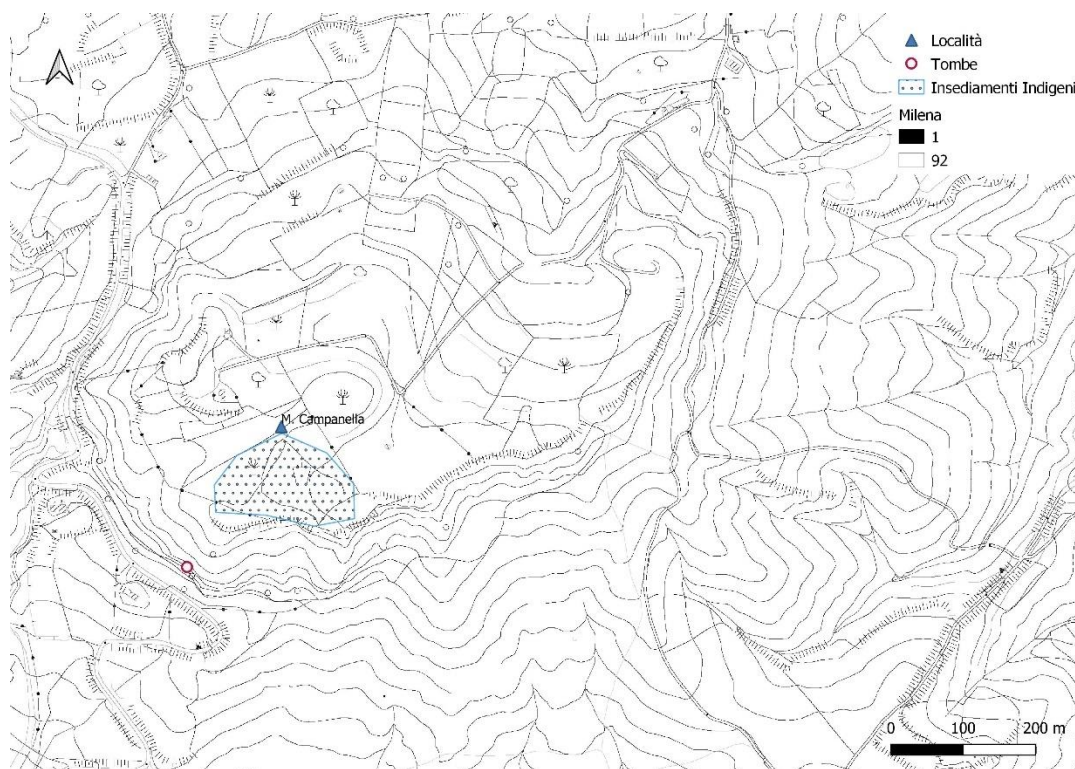 Località
Tombe
Insediamenti Indigeni
Milena
1
92
M. Campanella
0 100 200 m